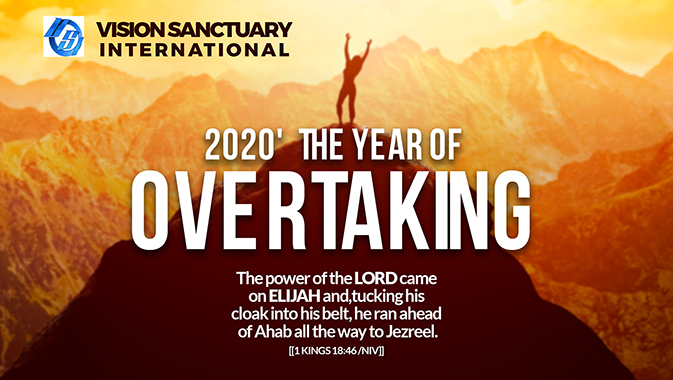 VISION SANCTUARY
INTERNATIONAL
2020' THE YEAR OF
OVERTAKING
The power of the LORD came
on ELIJAH and,tucking his
cloak into his belt, he ran ahead
of Ahab all the way to Jezreel.
[[1 KINGS 18:46 /NIV]]